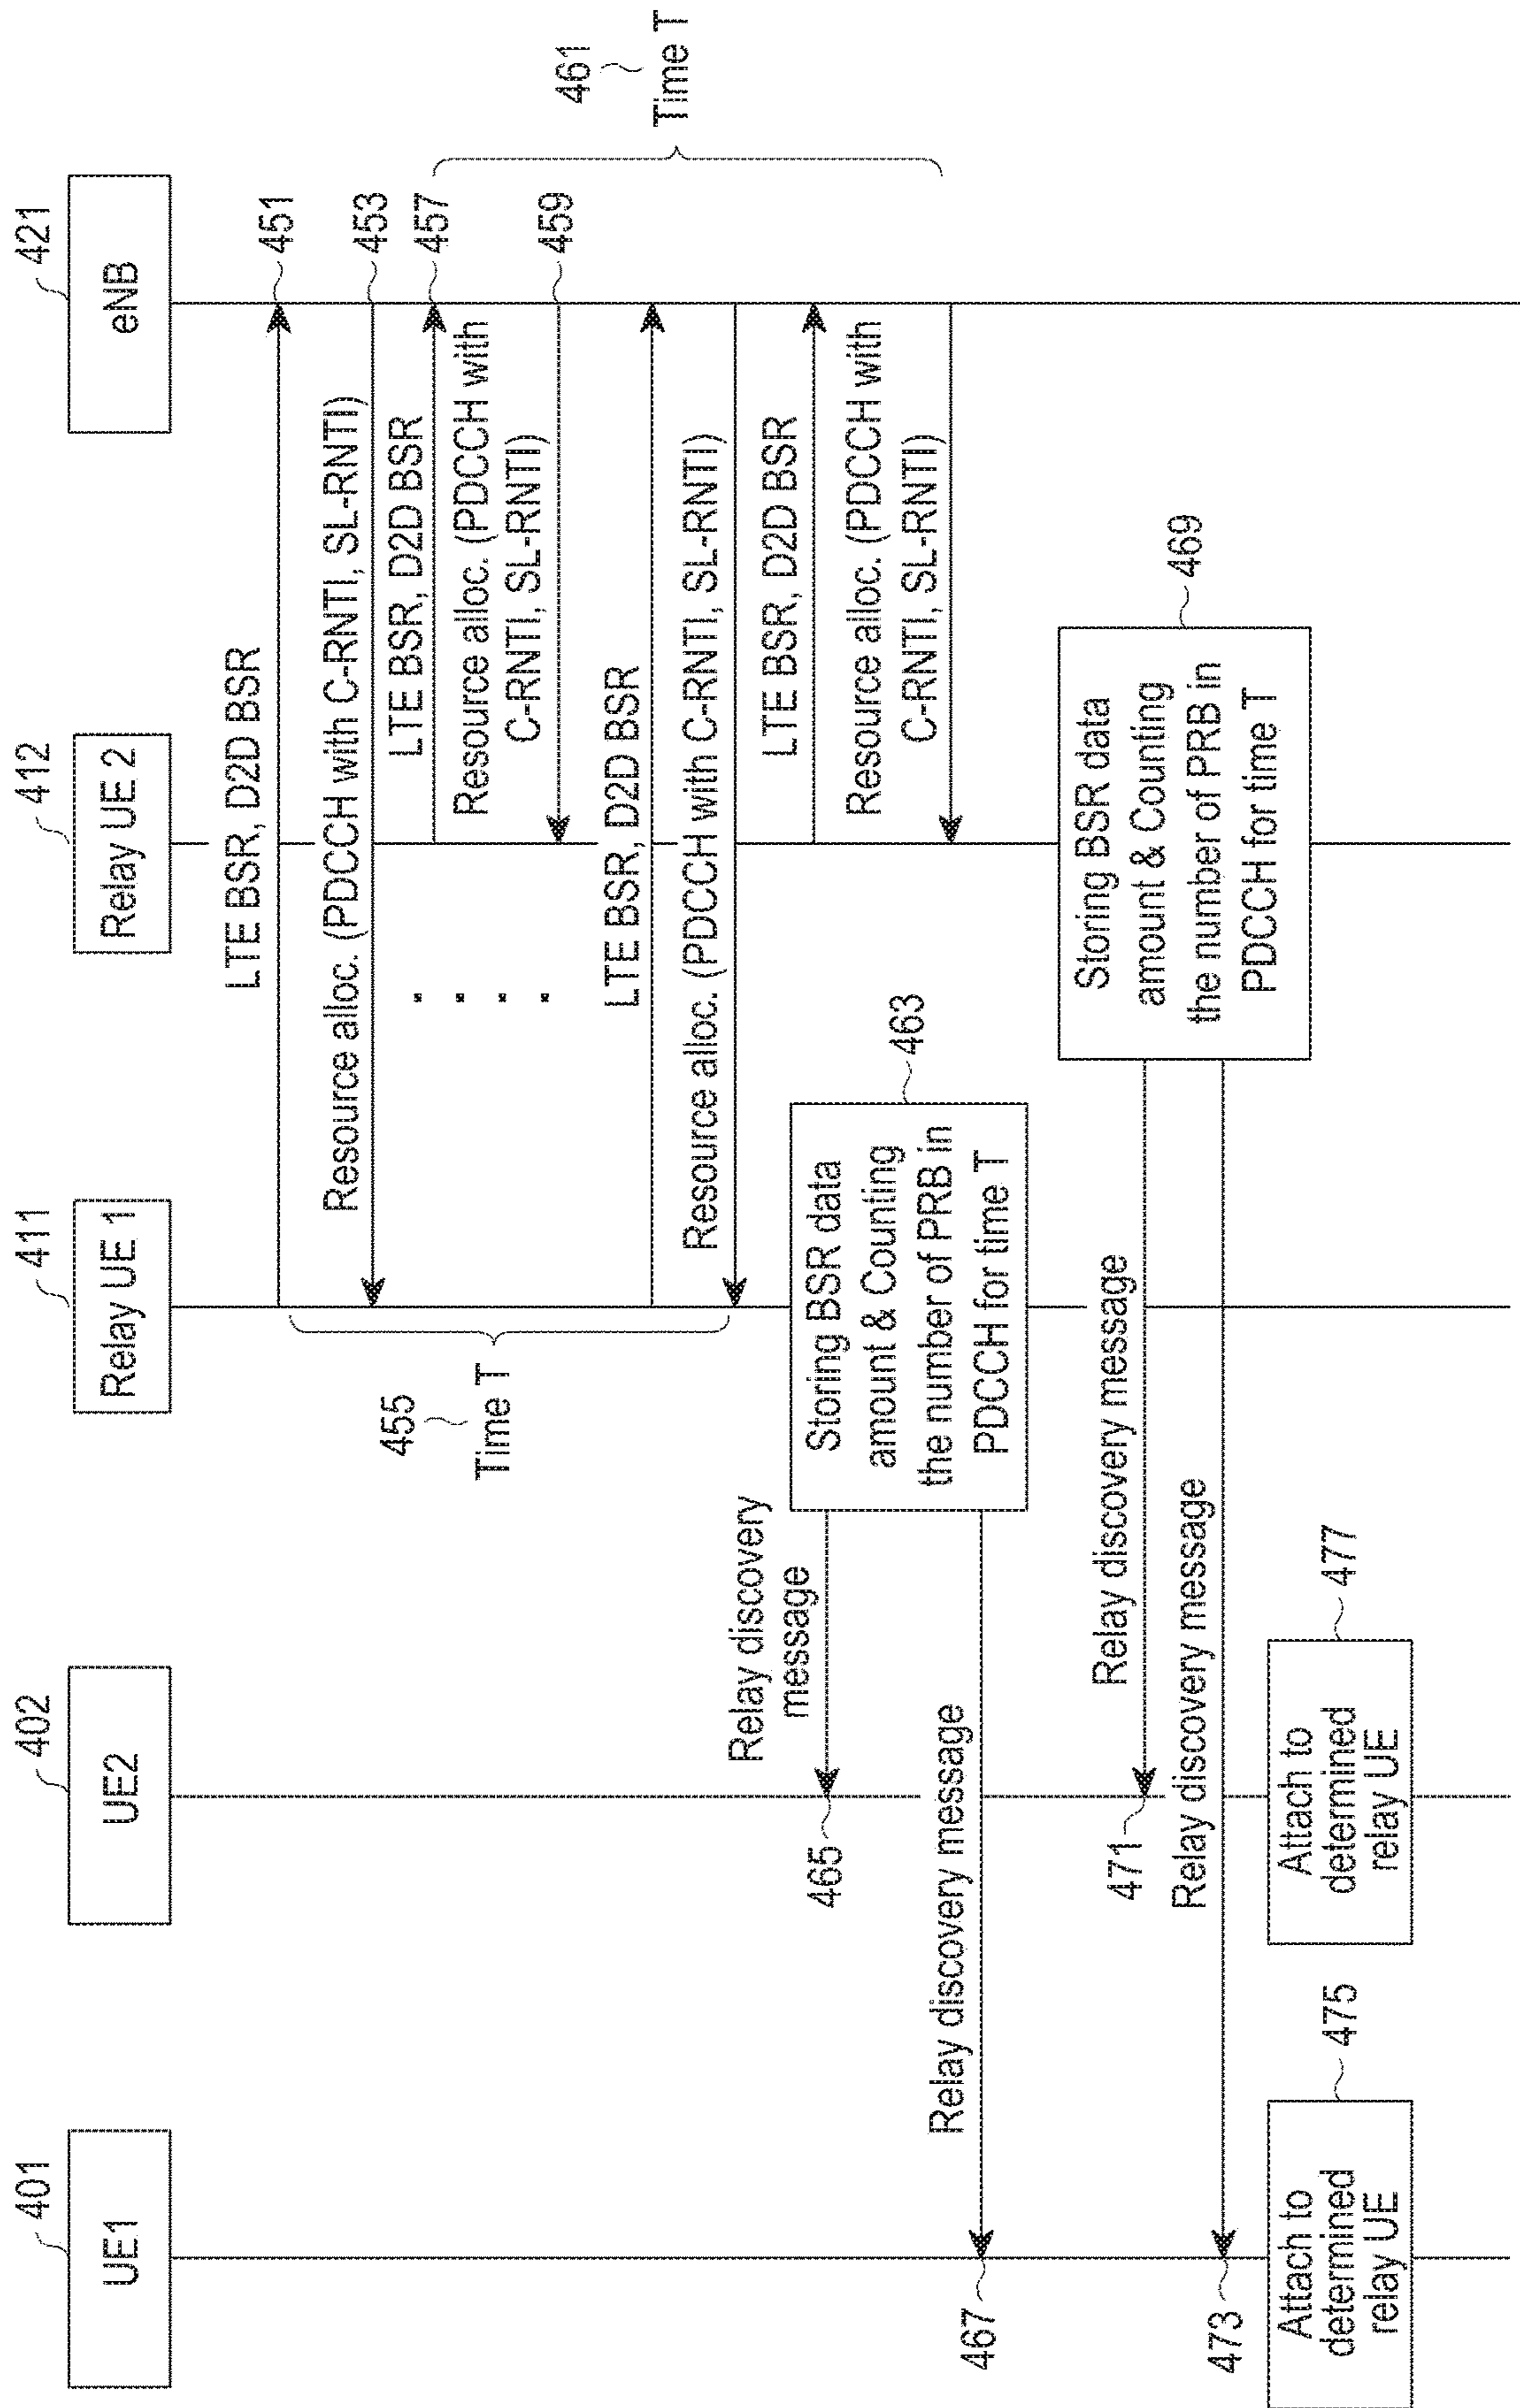 401
UE1
402
UE2
411
Relay UE 1
412
Relay UE 2
421
eNB
LTE BSR, D2D BSR
451
Resource alloc. (PDCCH with C-RNTI, SL-RNTI)
453
455
Time T
LTE BSR, D2D BSR
457
Resource alloc. (PDCCH with
C-RNTI, SL-RNTI)
459
461
Time T
LTE BSR, D2D BSR
Resource alloc. (PDCCH with C-RNTI, SL-RNTI)
LTE BSR, D2D BSR
Resource alloc. (PDCCH with
C-RNTI, SL-RNTI)
Storing BSR data
amount & Counting
the number of PRB in
PDCCH for time T
463
Relay discovery
message
465
Relay discovery message
467
Storing BSR data
amount & Counting
the number of PRB in
PDCCH for time T
469
Relay discovery message
471
Relay discovery message
473
Attach to
determined
relay UE
475
Attach to
determined
relay UE
477